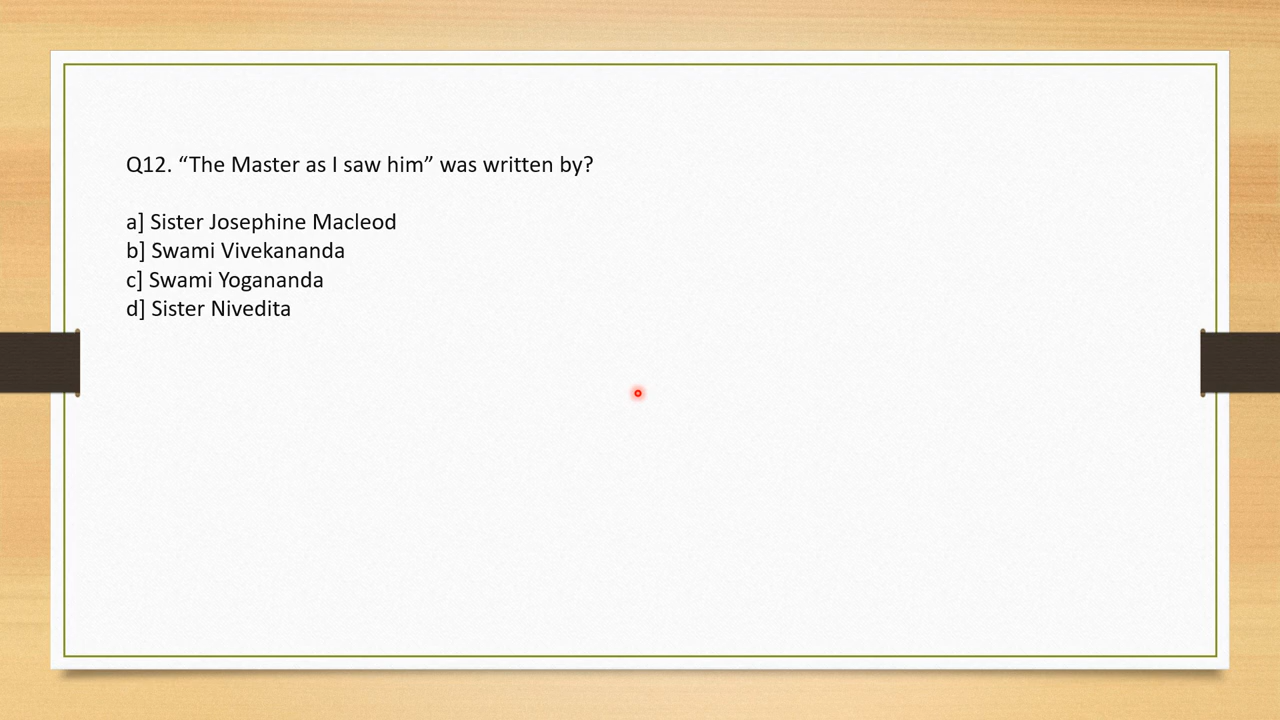 Q12. “The Master as I saw him” was written by?
a] Sister Josephine Macleod
b] Swami Vivekananda
c] Swami Yogananda
d] Sister Nivedita